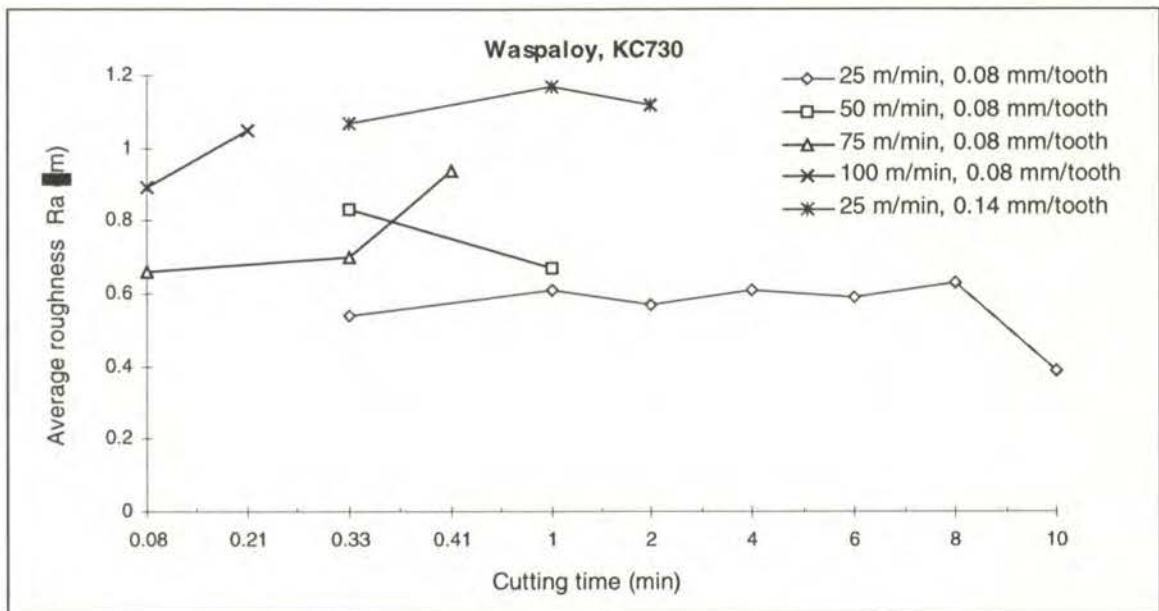 Waspaloy, KC730
25 m/min, 0.08 mm/tooth
50 m/min, 0.08 mm/tooth
75 m/min, 0.08 mm/tooth
100 m/min, 0.08 mm/tooth
25 m/min, 0.14 mm/tooth
Average roughness Ra m)
1.2
1
0.8
0.6
0.4
0.2
0
0.08 0.21 0.33 0.41 1 2 4 6 8 10
Cutting time (min)